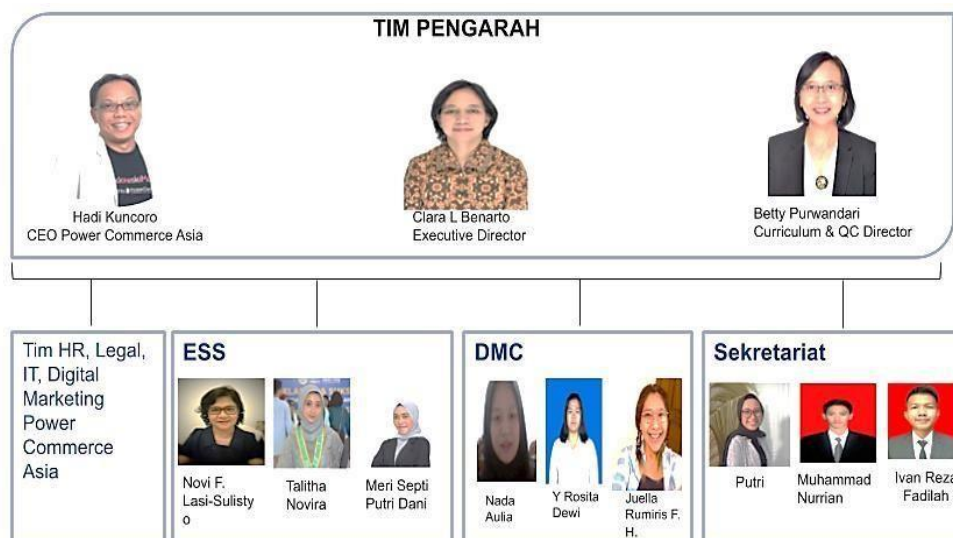 TIM PENGARAH
Hadi Kuncoro
CEO Power Commerce Asia
Clara L Benarto
Executive Director
Betty Purwandari
Curriculum & QC Director
Tim HR, Legal,
IT, Digital
Marketing
Power
Commerce
Asia
ESS
Novi F.
Lasi-Sulisty
o
Talitha
Novira
Meri Septi
Putri Dani
DMC
Nada
Aulia
Y Rosita
Dewi
Juella
Rumiris F.
H.
Sekretariat
Putri
Muhammad
Nurrian
Ivan Reza
Fadilah